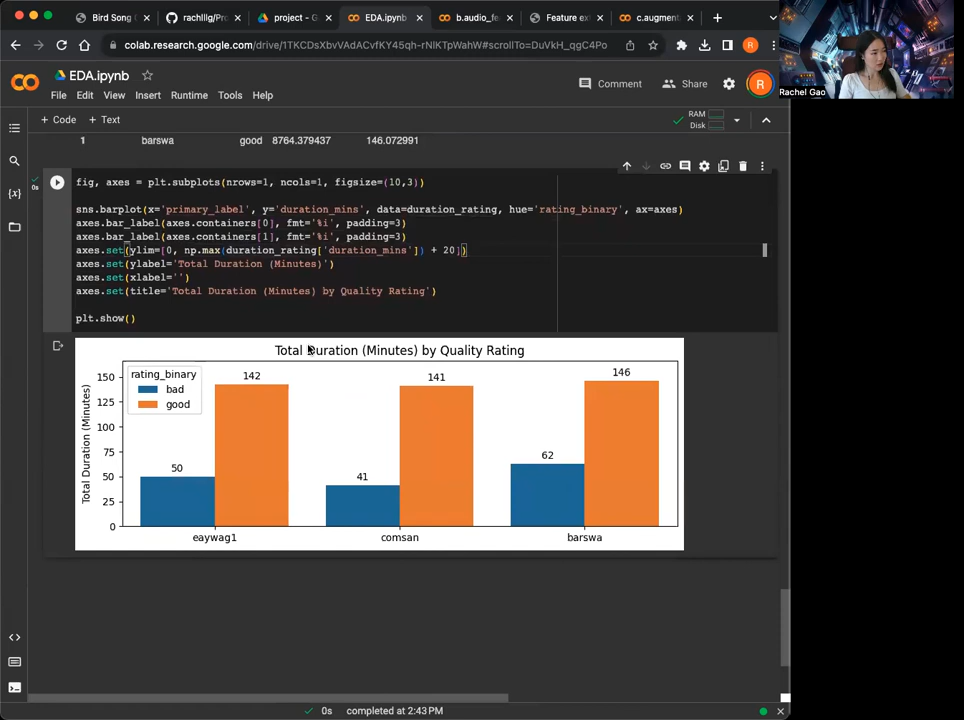 Bird Song C
rachlllg/Pro
project - G
EDA.ipynb
b.audio_fe
Feature ex
c.augment
colab.research.google.com/drive/1TKCDsXbvVAdACvfKY45qh-rNlKTpWahW#scrollTo=DuVkH_qgC4Po
R
Rachel Gao
EDA.ipynb
Comment
Share
R
File Edit View Insert Runtime Tools Help
+ Code + Text
RAM
Disk
1 barswa good 8764.379437 146.072991
0s
fig, axes = plt.subplots(nrows=1, ncols=1, figsize=(10,3))
sns.barplot(x='primary_label', y='duration_mins', data=duration_rating, hue='rating_binary', ax=axes)
axes.bar_label(axes.containers[0], fmt='%i', padding=3)
axes.bar_label(axes.containers[1], fmt='%i', padding=3)
axes.set(ylim=[0, np.max(duration_rating['duration_mins']) + 20])
axes.set(ylabel='Total Duration (Minutes)')
axes.set(xlabel='')
axes.set(title='Total Duration (Minutes) by Quality Rating')
plt.show()
Total Duration (Minutes) by Quality Rating
Total Duration (Minutes)
150
125
100
75
50
25
0
rating_binary
bad
good
50
142
41
141
62
146
eaywag1
comsan
barswa
0s completed at 2:43PM